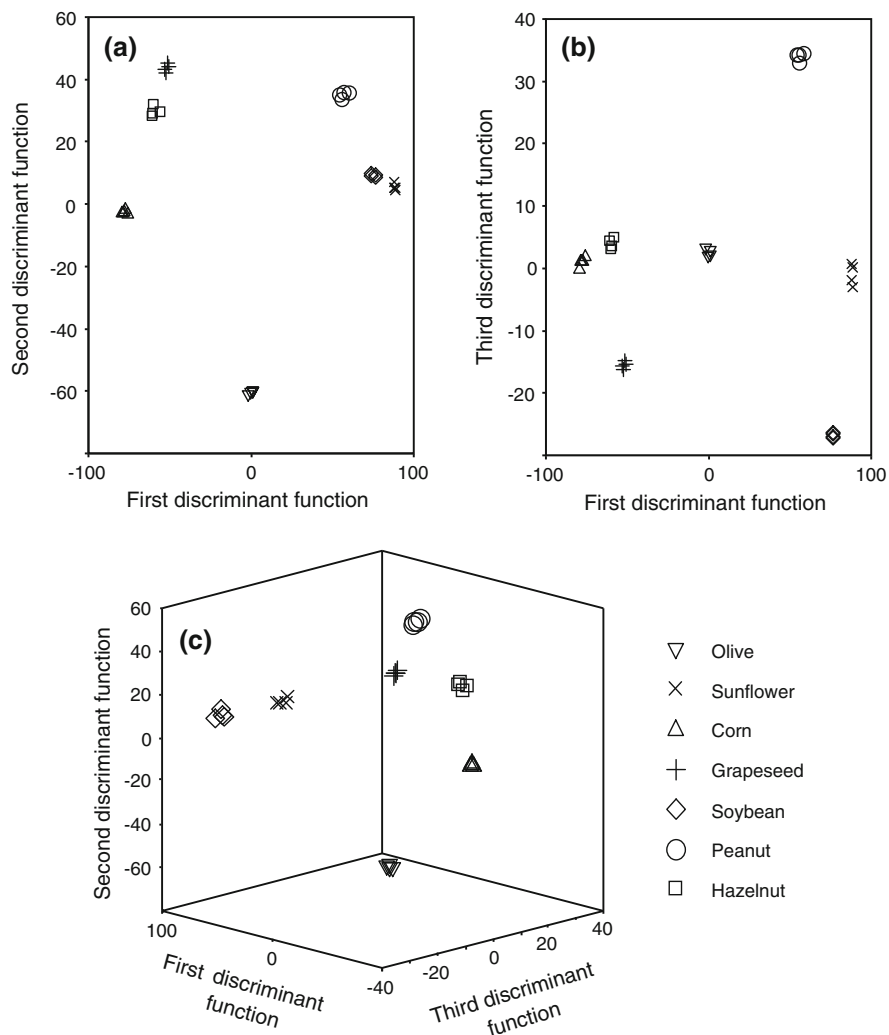 (a)
60
40
20
0
-20
-40
-60
-100
0
100
Second discriminant function
First discriminant function
(b)
40
30
20
10
0
-10
-20
-100
0
100
Third discriminant function
First discriminant function
(c)
60
40
20
0
-20
-40
-60
Second discriminant function
100
0
First discriminant
function
-40
-20
0
20
40
Third discriminant
function
Olive
Sunflower
Corn
Grapeseed
Soybean
Peanut
Hazelnut